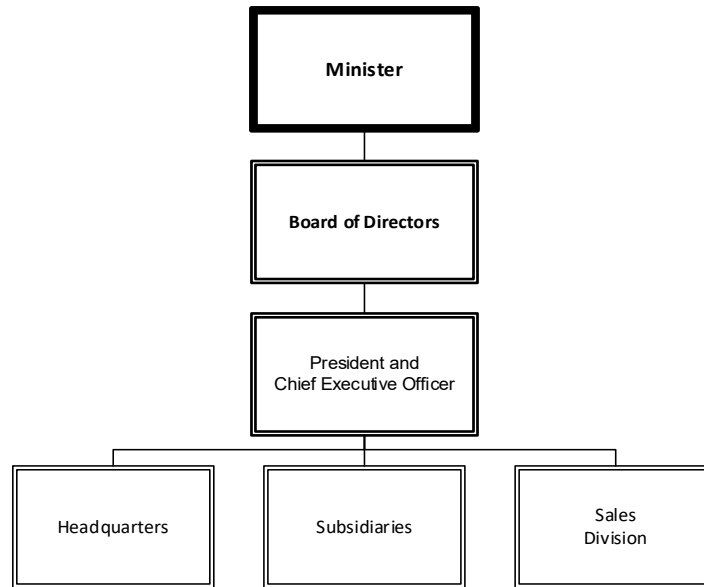 Minister
Board of Directors
President and
Chief Executive Officer
Headquarters
Subsidiaries
Sales
Division